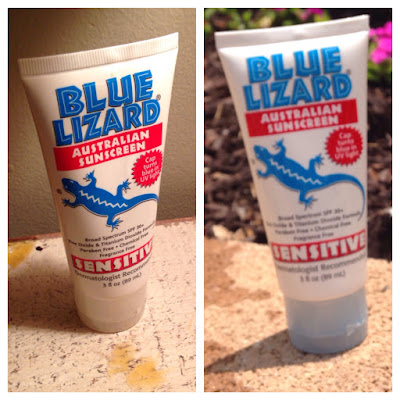 BLUE
LIZARD®
AUSTRALIAN
SUNSCREEN
Cap
turns
blue in
UV light
Broad Spectrum SPF 30+
Oxide & Titanium Dioxide Formula
Paraben Free • Chemical Free
Fragrance Free
SENSITIVE
Dermatologist Recommended
3 fl oz (89 mL)
BLUE
LIZARD
AUSTRALIAN
SUNSCREEN
Cap
turns
blue in
UV light
Broad Spectrum SPF 30+
Oxide & Titanium Dioxide Formula
Paraben Free • Chemical Free
Fragrance Free
SENSITIVE
Dermatologist Recommended
3 fl oz (89 mL)